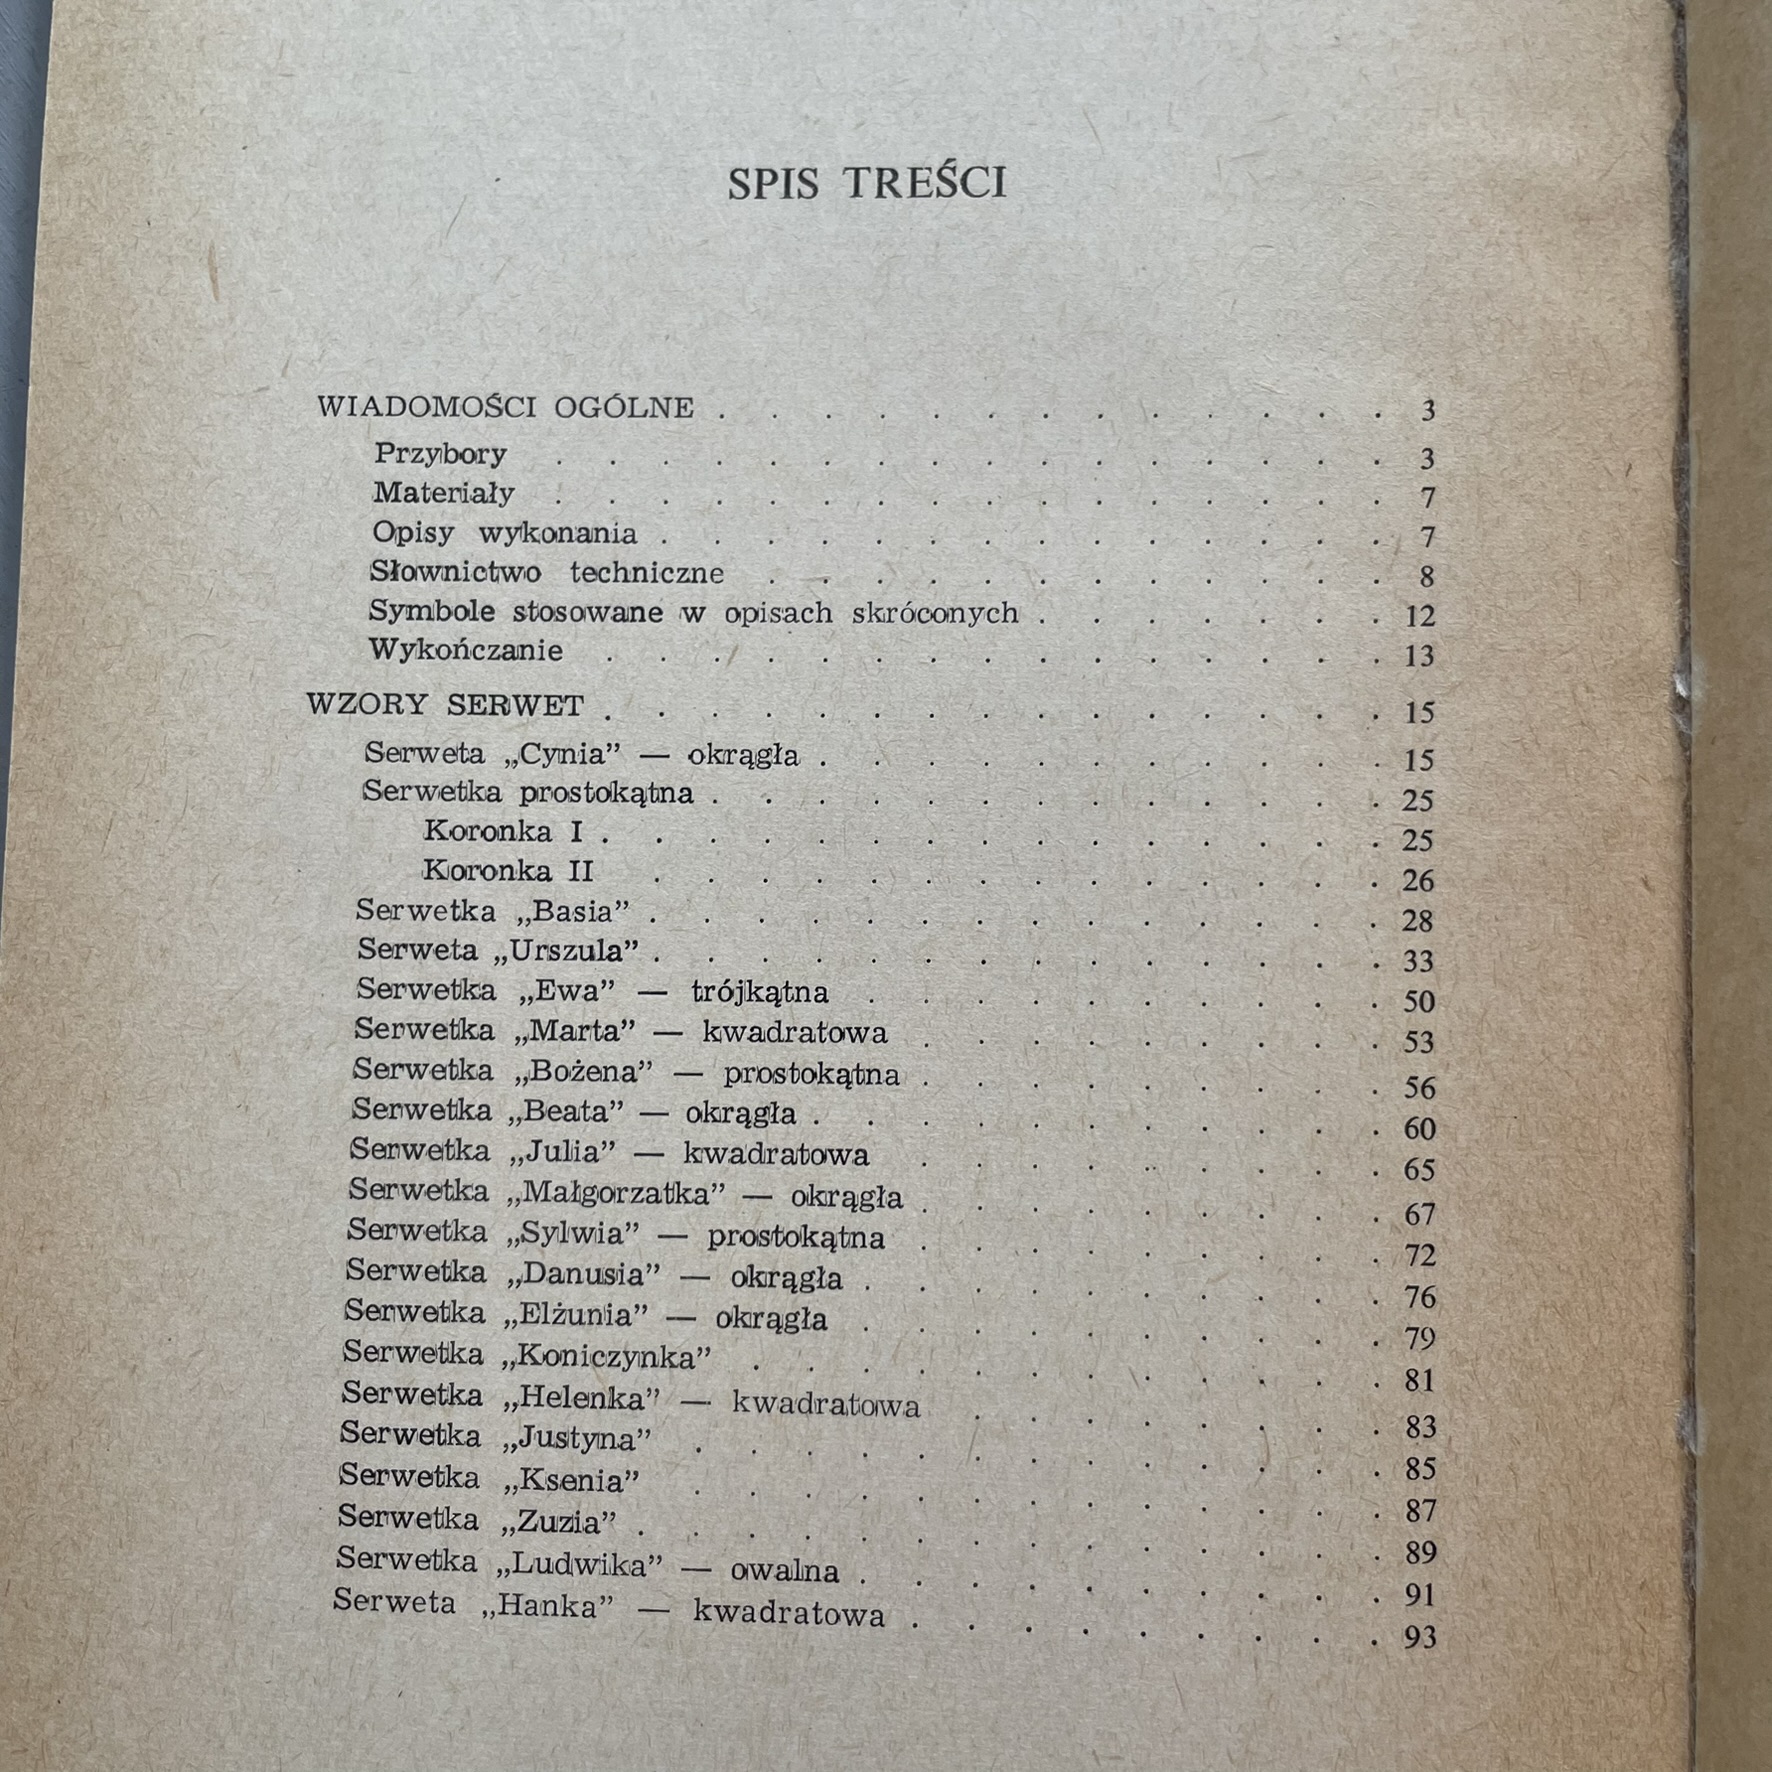 SPIS TREŚCI
WIADOMOŚCI OGÓLNE . . . . . . . . . . . . . 3
Przybory . . . . . . . . . . . . . . . . 3
Materiały . . . . . . . . . . . . . . . . 7
Opisy wykonania . . . . . . . . . . . . . . 7
Słownictwo techniczne . . . . . . . . . . . . 8
Symbole stosowane w opisach skróconych . . . . . . . 12
Wykończanie . . . . . . . . . . . . . . . 13
WZORY SERWET . . . . . . . . . . . . . . . 15
Serweta „Cynia” — okrągła . . . . . . . . . . . 15
Serwetka prostokątna . . . . . . . . . . . . . 25
Koronka I . . . . . . . . . . . . . . . 25
Koronka II . . . . . . . . . . . . . . 26
Serwetka „Basia” . . . . . . . . . . . . . . 28
Serweta „Urszula” . . . . . . . . . . . . . . 33
Serwetka „Ewa” — trójkątna . . . . . . . . . . 50
Serwetka „Marta” — kwadratowa . . . . . . . . . 53
Serwetka „Bożena” — prostokątna . . . . . . . . . 56
Serwetka „Beata” — okrągła . . . . . . . . . . . 60
Serwetka „Julia” — kwadratowa . . . . . . . . . 65
Serwetka „Małgorzatka” — okrągła . . . . . . . . . 67
Serwetka „Sylwia” — prostokątna . . . . . . . . . 72
Serwetka „Danusia” — okrągła . . . . . . . . . . 76
Serwetka „Elżunia” — okrągła . . . . . . . . . . 79
Serwetka „Koniczynka” . . . . . . . . . . . . 81
Serwetka „Helenka” — kwadratowa . . . . . . . . 83
Serwetka „Justyna” . . . . . . . . . . . . . 85
Serwetka „Ksenia” . . . . . . . . . . . . . 87
Serwetka „Zuzia” . . . . . . . . . . . . . . 89
Serwetka „Ludwika” — owalna . . . . . . . . . . 91
Serweta „Hanka” — kwadratowa . . . . . . . . . 93